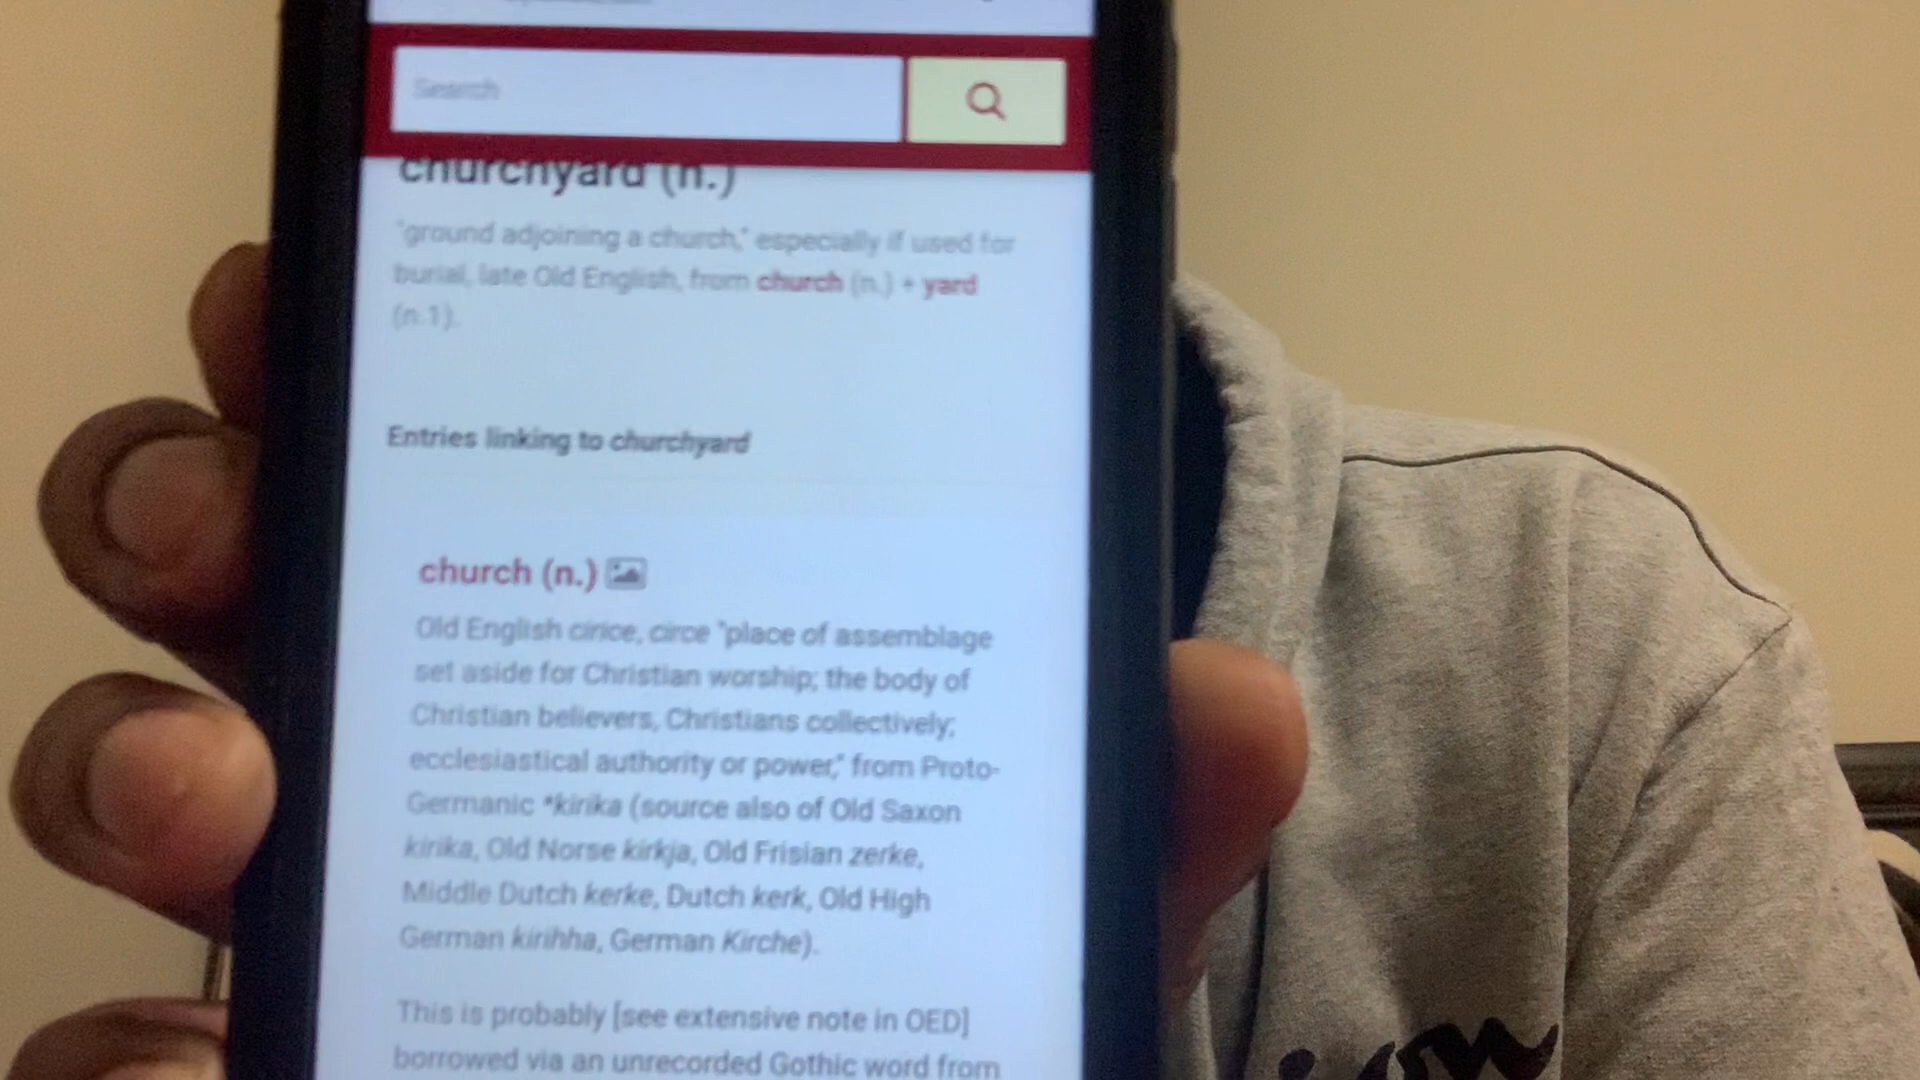 Search
churchyard (n.)
"ground adjoining a church," especially if used for
burial, late Old English, from church (n.) + yard
(n.1).
Entries linking to churchyard
church (n.)
Old English cirice, circe "place of assemblage
set aside for Christian worship; the body of
Christian believers, Christians collectively;
ecclesiastical authority or power," from Proto-
Germanic *kirika (source also of Old Saxon
kirika, Old Norse kirkja, Old Frisian zerke,
Middle Dutch kerke, Dutch kerk, Old High
German kirihha, German Kirche).
This is probably [see extensive note in OED]
borrowed via an unrecorded Gothic word from